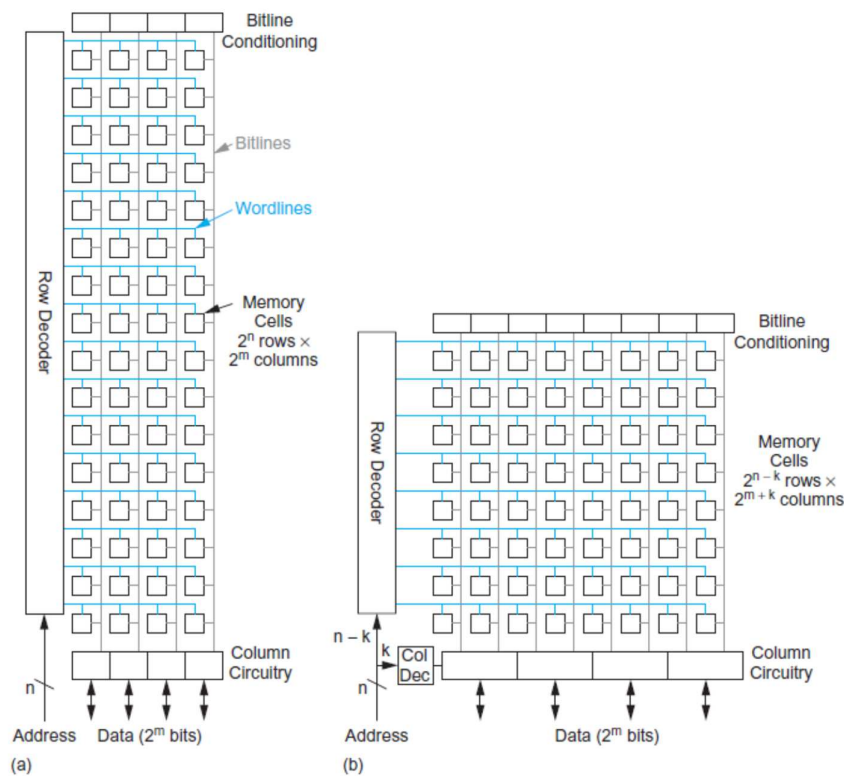 Bitline
Conditioning
Bitlines
Wordlines
Row Decoder
Memory
Cells
2ⁿ rows ×
2ᵐ columns
Column
Circuitry
n
Address
Data (2ᵐ bits)
(a)
Bitline
Conditioning
Row Decoder
Memory
Cells
2ⁿ⁻ᵏ rows ×
2ᵐ⁺ᵏ columns
n – k
k
Col
Dec
Column
Circuitry
n
Address
Data (2ᵐ bits)
(b)